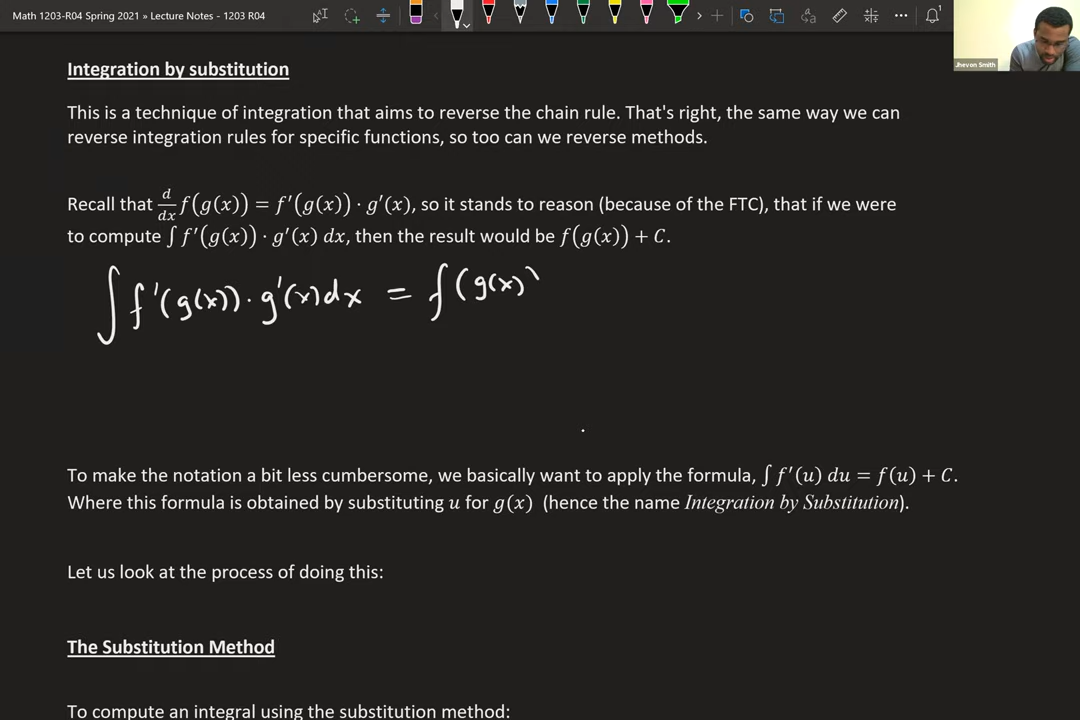 Math 1203-R04 Spring 2021 » Lecture Notes - 1203 R04
Jhevon Smith
Integration by substitution
This is a technique of integration that aims to reverse the chain rule. That's right, the same way we can
reverse integration rules for specific functions, so too can we reverse methods.
Recall that d/dx f(g(x)) = f′(g(x)) · g′(x), so it stands to reason (because of the FTC), that if we were
to compute ∫ f′(g(x)) · g′(x) dx, then the result would be f(g(x)) + C.
∫ f'(g(x)) · g'(x) dx = f(g(x)
To make the notation a bit less cumbersome, we basically want to apply the formula, ∫ f′(u) du = f(u) + C.
Where this formula is obtained by substituting u for g(x) (hence the name Integration by Substitution).
Let us look at the process of doing this:
The Substitution Method
To compute an integral using the substitution method: